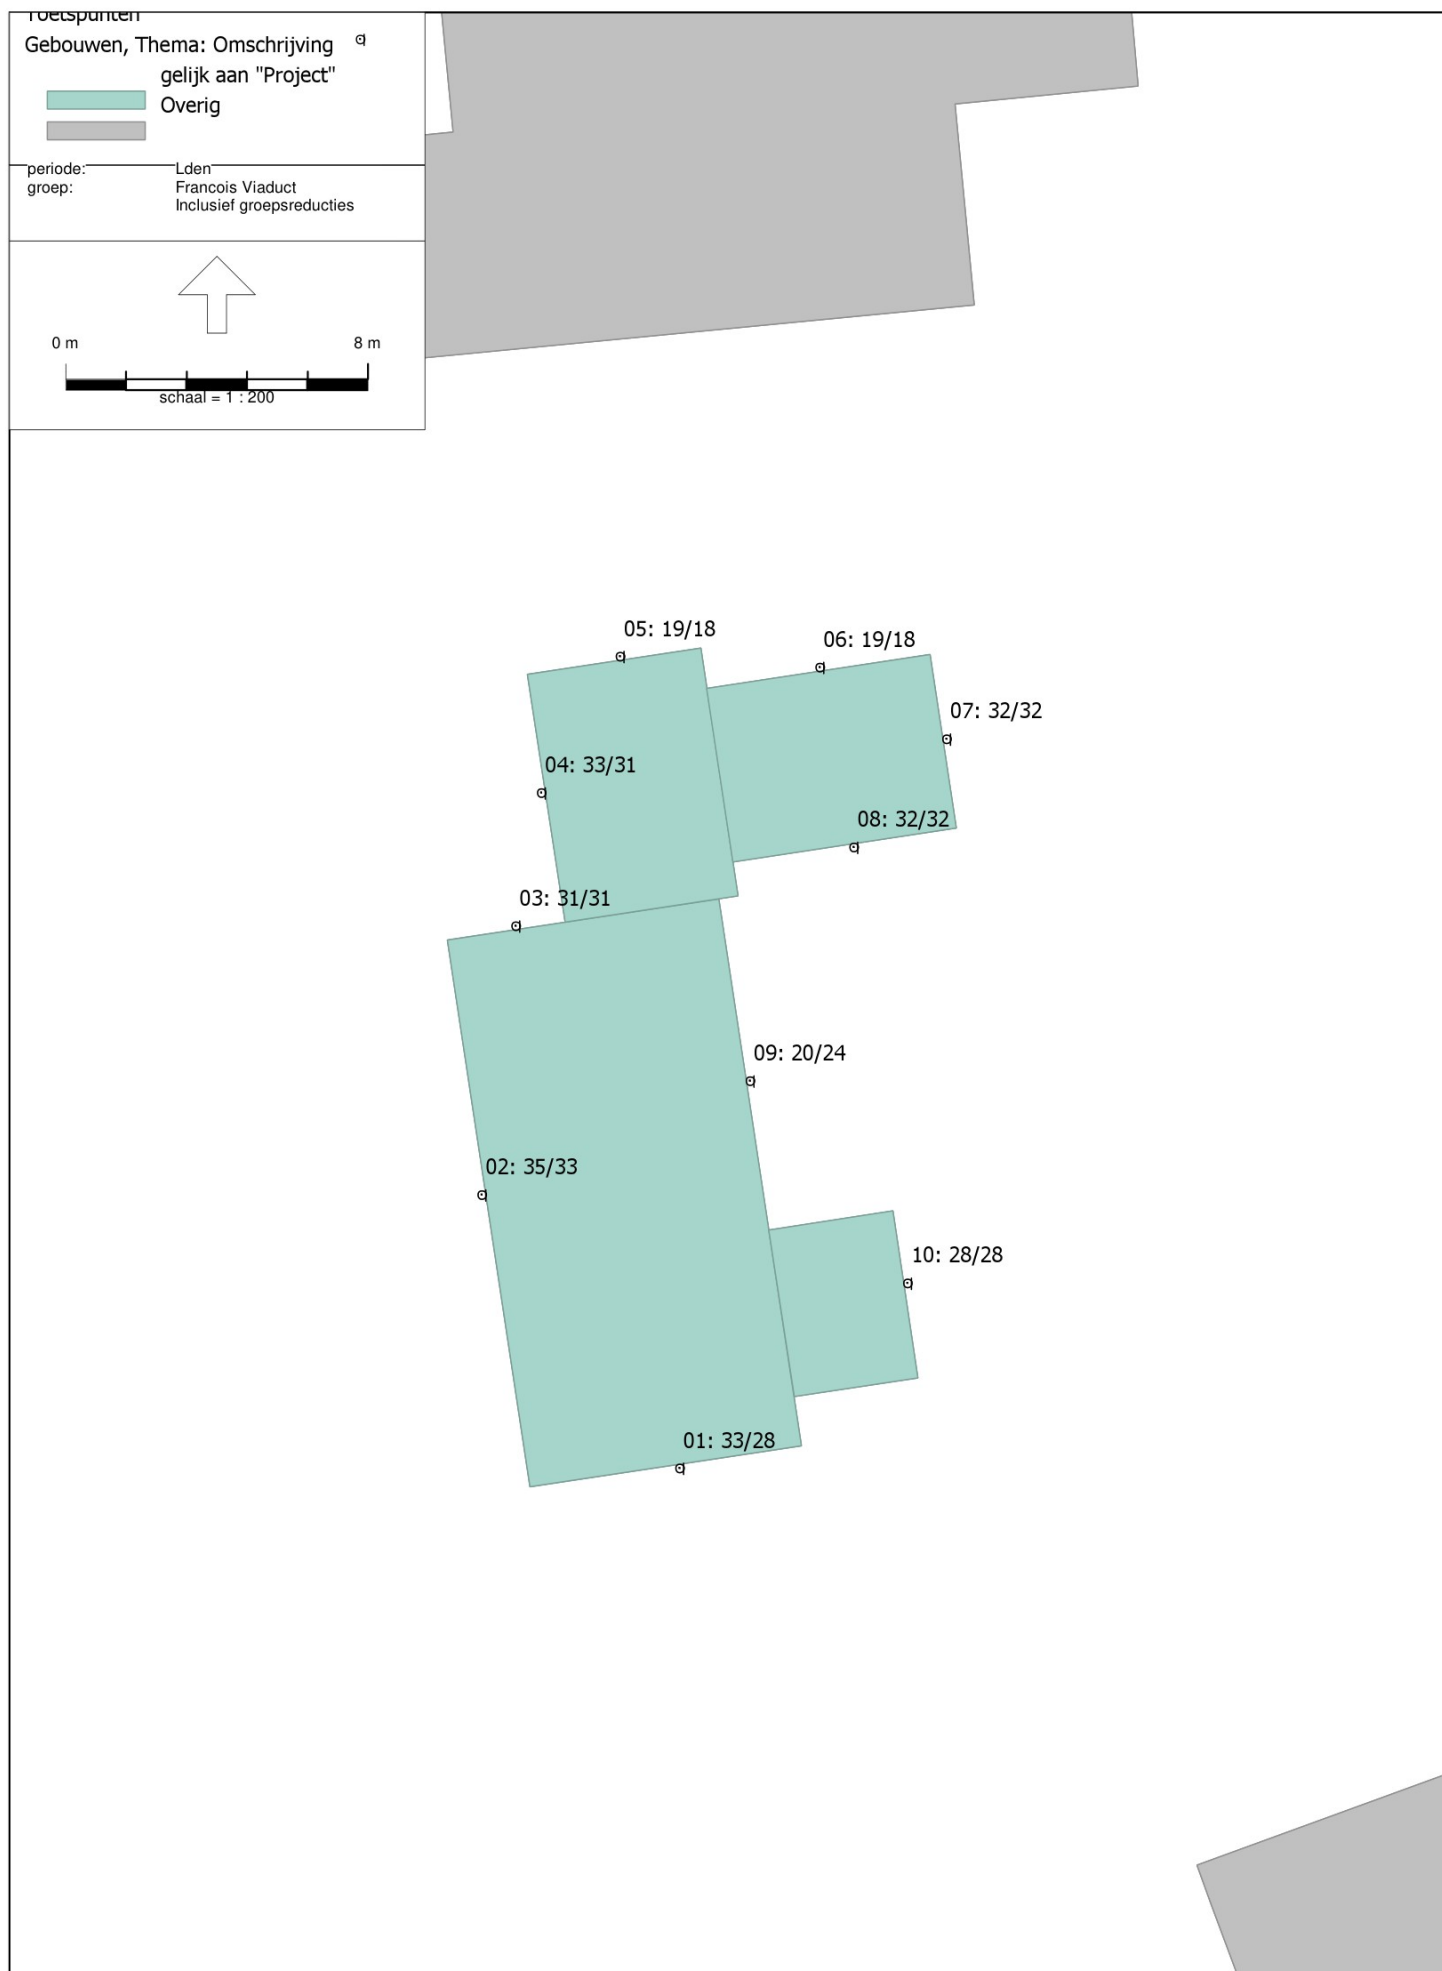 Toetspunten
Gebouwen, Thema: Omschrijving
gelijk aan "Project"
Overig
periode: Lden
groep: Francois Viaduct
Inclusief groepsreducties
0 m 8 m
schaal = 1 : 200
05: 19/18
06: 19/18
07: 32/32
04: 33/31
08: 32/32
03: 31/31
09: 20/24
02: 35/33
10: 28/28
01: 33/28